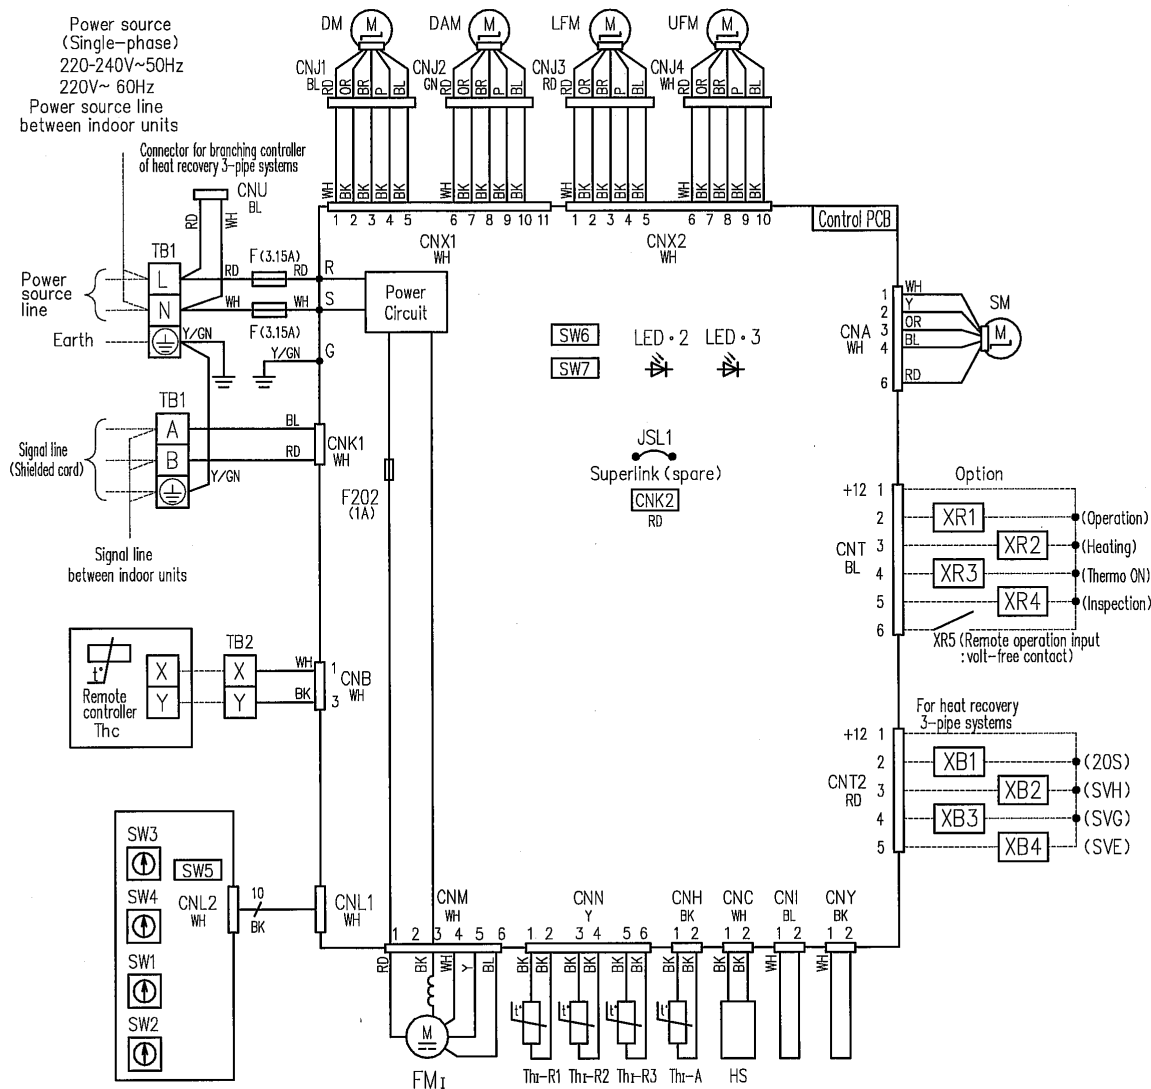 Power source
(Single-phase)
220-240V~50Hz
220V~ 60Hz
Power source line
between indoor units
DM
M
DAM
M
LFM
M
UFM
M
CNJ1
BL
RD
OR
BR
P
BL
CNJ2
GN
RD
OR
BR
P
BL
CNJ3
RD
RD
OR
BR
P
BL
CNJ4
WH
RD
OR
BR
P
BL
WH
BK
BR
BK
BK
WH
BK
BR
BK
BK
WH
BK
BR
BK
BK
WH
BK
BR
BK
BK
1 2 3 4 5 6 7 8 9 10 11
1 2 3 4 5 6 7 8 9 10
CNX1
WH
CNX2
WH
Control PCB
Connector for branching controller
of heat recovery 3-pipe systems
CNU
BL
RD
WH
TB1
L
N
Power
source
line
Earth
RD
F (3.15A)
RD
R
WH
WH
S
F(3.15A)
Y/GN
Y/GN
G
Power
Circuit
SW6
SW7
LED・2
LED・3
1
2
3
4
6
WH
Y
OR
BL
RD
CNA
WH
SM
M
TB1
A
B
Signal line
(Shielded cord)
BL
RD
Y/GN
CNK1
WH
F202
(1A)
JSL1
Superlink (spare)
CNK2
RD
Signal line
between indoor units
Option
+12 1
2
3
4
5
6
CNT
BL
XR1
(Operation)
XR2
(Heating)
XR3
(Thermo ON)
XR4
(Inspection)
XR5 (Remote operation input
:volt-free contact)
t°
Remote
controller
Thc
X
Y
TB2
X
Y
WH
BK
1
3
CNB
WH
For heat recovery
3-pipe systems
+12 1
2
3
4
5
CNT2
RD
XB1
(20S)
XB2
(SVH)
XB3
(SVG)
XB4
(SVE)
SW3
SW4
SW1
SW2
SW5
CNL2
WH
10
BK
CNL1
WH
CNM
WH
1 2 3 4 5 6
RD
BK
WH
Y
BL
M
FMI
CNN
Y
1 2 3 4 5 6
BK
BK
BK
BK
BK
BK
CNH
BK
1 2
BK
BK
CNC
WH
1 2
BK
BK
CNI
BL
1 2
WH
CNY
BK
1 2
WH
t°
t°
t°
t°
ThI-R1
ThI-R2
ThI-R3
ThI-A
HS